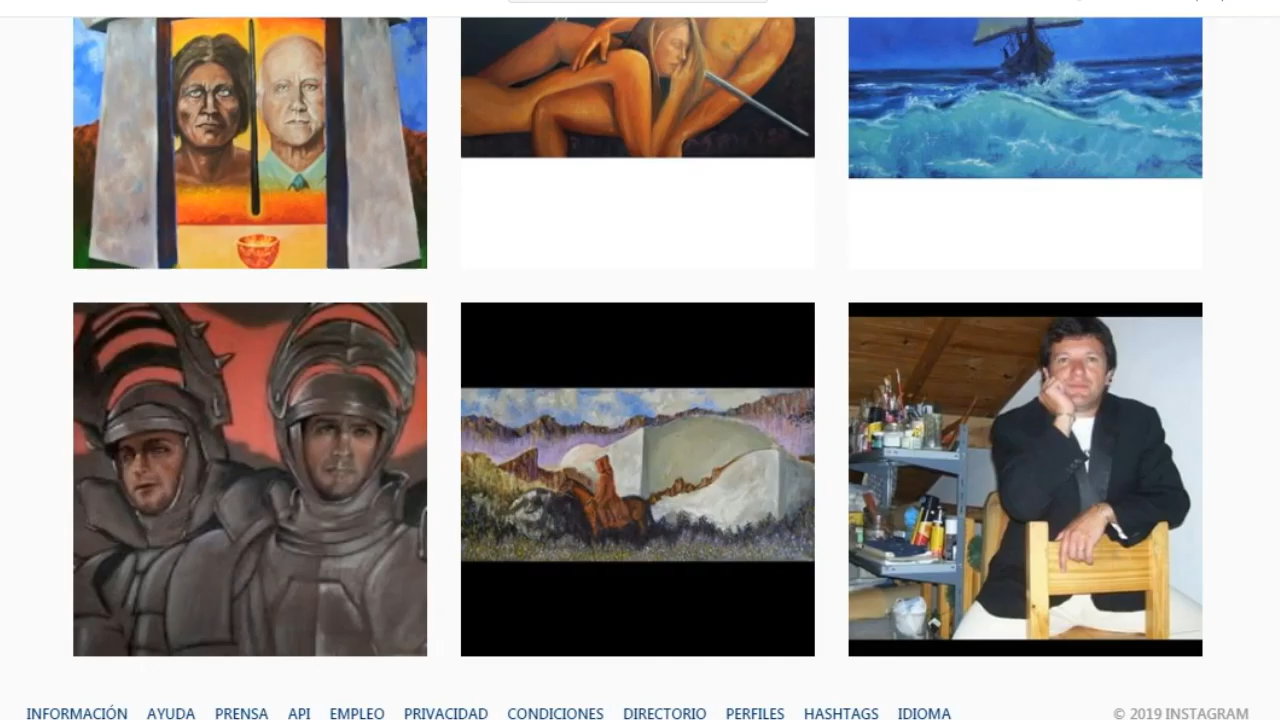 INFORMACIÓN AYUDA PRENSA API EMPLEO PRIVACIDAD CONDICIONES DIRECTORIO PERFILES HASHTAGS IDIOMA © 2019 INSTAGRAM